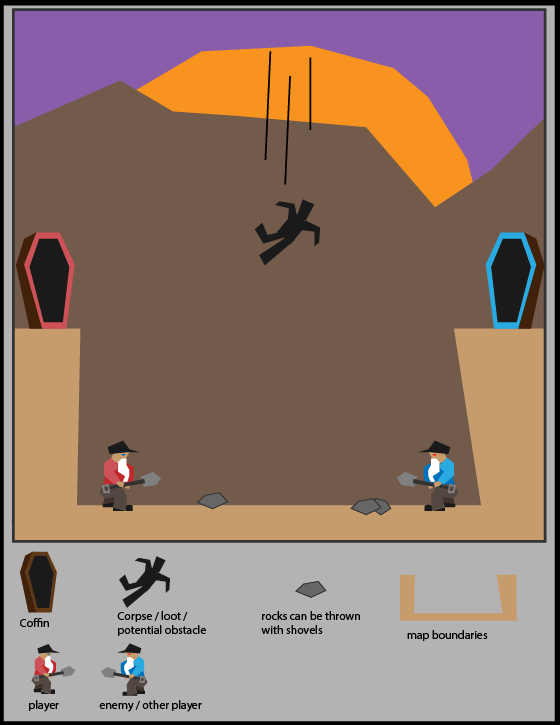 Coffin
Corpse / loot /
potential obstacle
rocks can be thrown
with shovels
map boundaries
player
enemy / other player